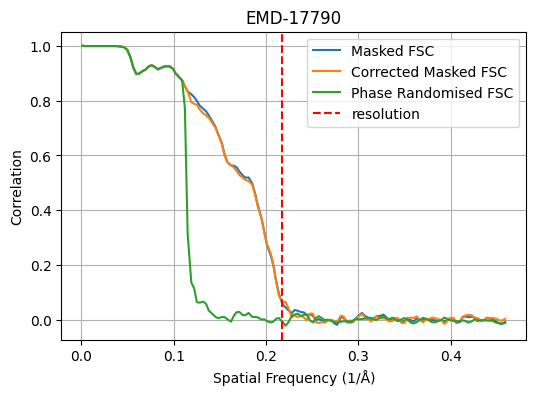 EMD-17790
Masked FSC
Corrected Masked FSC
Phase Randomised FSC
resolution
Correlation
1.0
0.8
0.6
0.4
0.2
0.0
0.0 0.1 0.2 0.3 0.4
Spatial Frequency (1/Å)